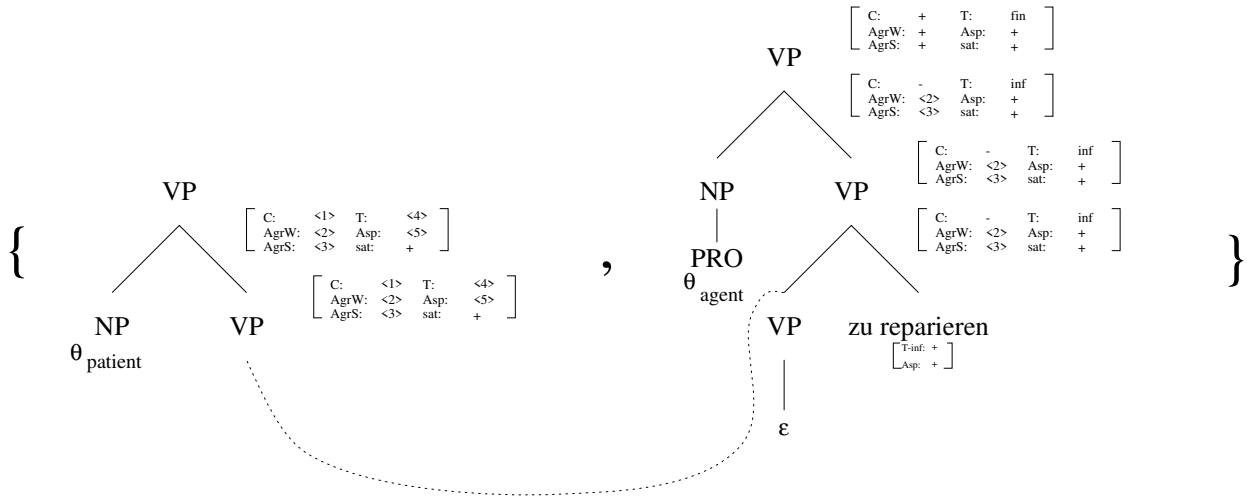 C: + T: fin
AgrW: + Asp: +
AgrS: + sat: +
VP
C: - T: inf
AgrW: <2> Asp: +
AgrS: <3> sat: +
C: - T: inf
AgrW: <2> Asp: +
AgrS: <3> sat: +
NP VP
C: - T: inf
AgrW: <2> Asp: +
AgrS: <3> sat: +
PRO
θ agent
VP zu reparieren
T-inf: +
Asp: +
ε
VP
C: <1> T: <4>
AgrW: <2> Asp: <5>
AgrS: <3> sat: +
{ , }
C: <1> T: <4>
AgrW: <2> Asp: <5>
AgrS: <3> sat: +
NP VP
θ patient